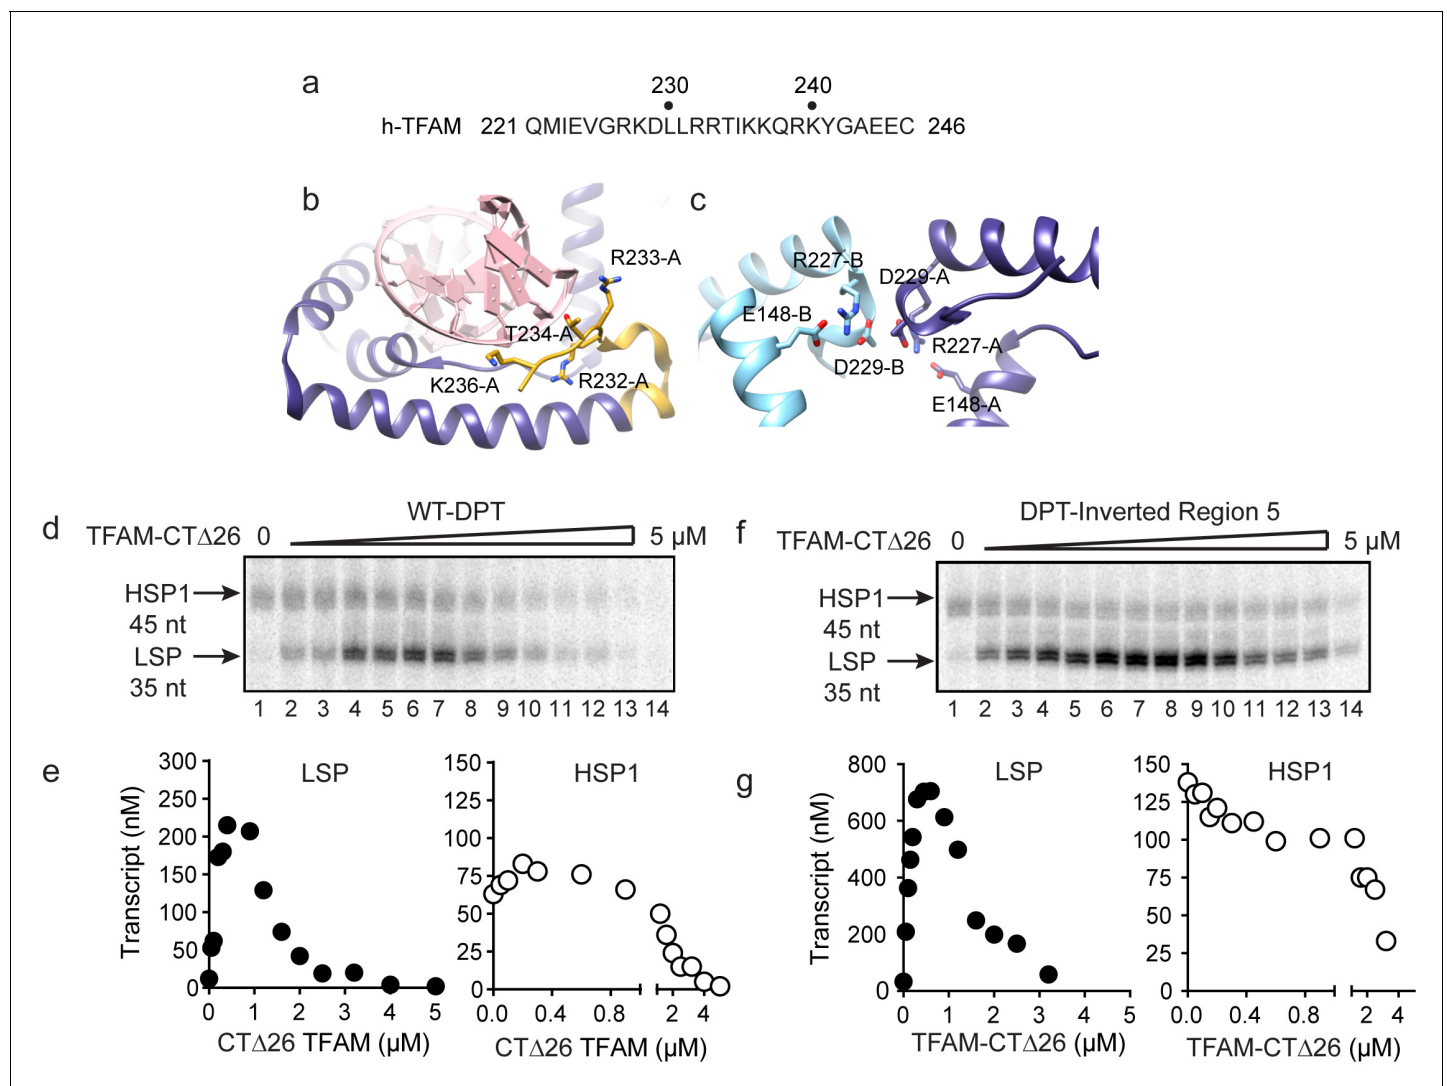 a
230 240
h-TFAM 221 QMIEVGRKDLLRRTIKKQRKYGAEEC 246
b
R233-A
T234-A
K236-A
R232-A
c
R227-B
D229-A
E148-B
D229-B
R227-A
E148-A
d
WT-DPT
TFAM-CTΔ26 0 5 µM
HSP1
45 nt
LSP
35 nt
1 2 3 4 5 6 7 8 9 10 11 12 13 14
f
DPT-Inverted Region 5
TFAM-CTΔ26 0 5 µM
HSP1
45 nt
LSP
35 nt
1 2 3 4 5 6 7 8 9 10 11 12 13 14
e
LSP
Transcript (nM)
300
250
200
150
100
50
0
0 1 2 3 4 5
CTΔ26 TFAM (µM)
HSP1
150
125
100
75
50
25
0
0.0 0.4 0.8 2 4
CTΔ26 TFAM (µM)
g
LSP
Transcript (nM)
800
600
400
200
0
0 1 2 3 4 5
TFAM-CTΔ26 (µM)
HSP1
150
125
100
75
50
25
0
0.0 0.4 0.8 2 4
TFAM-CTΔ26 (µM)